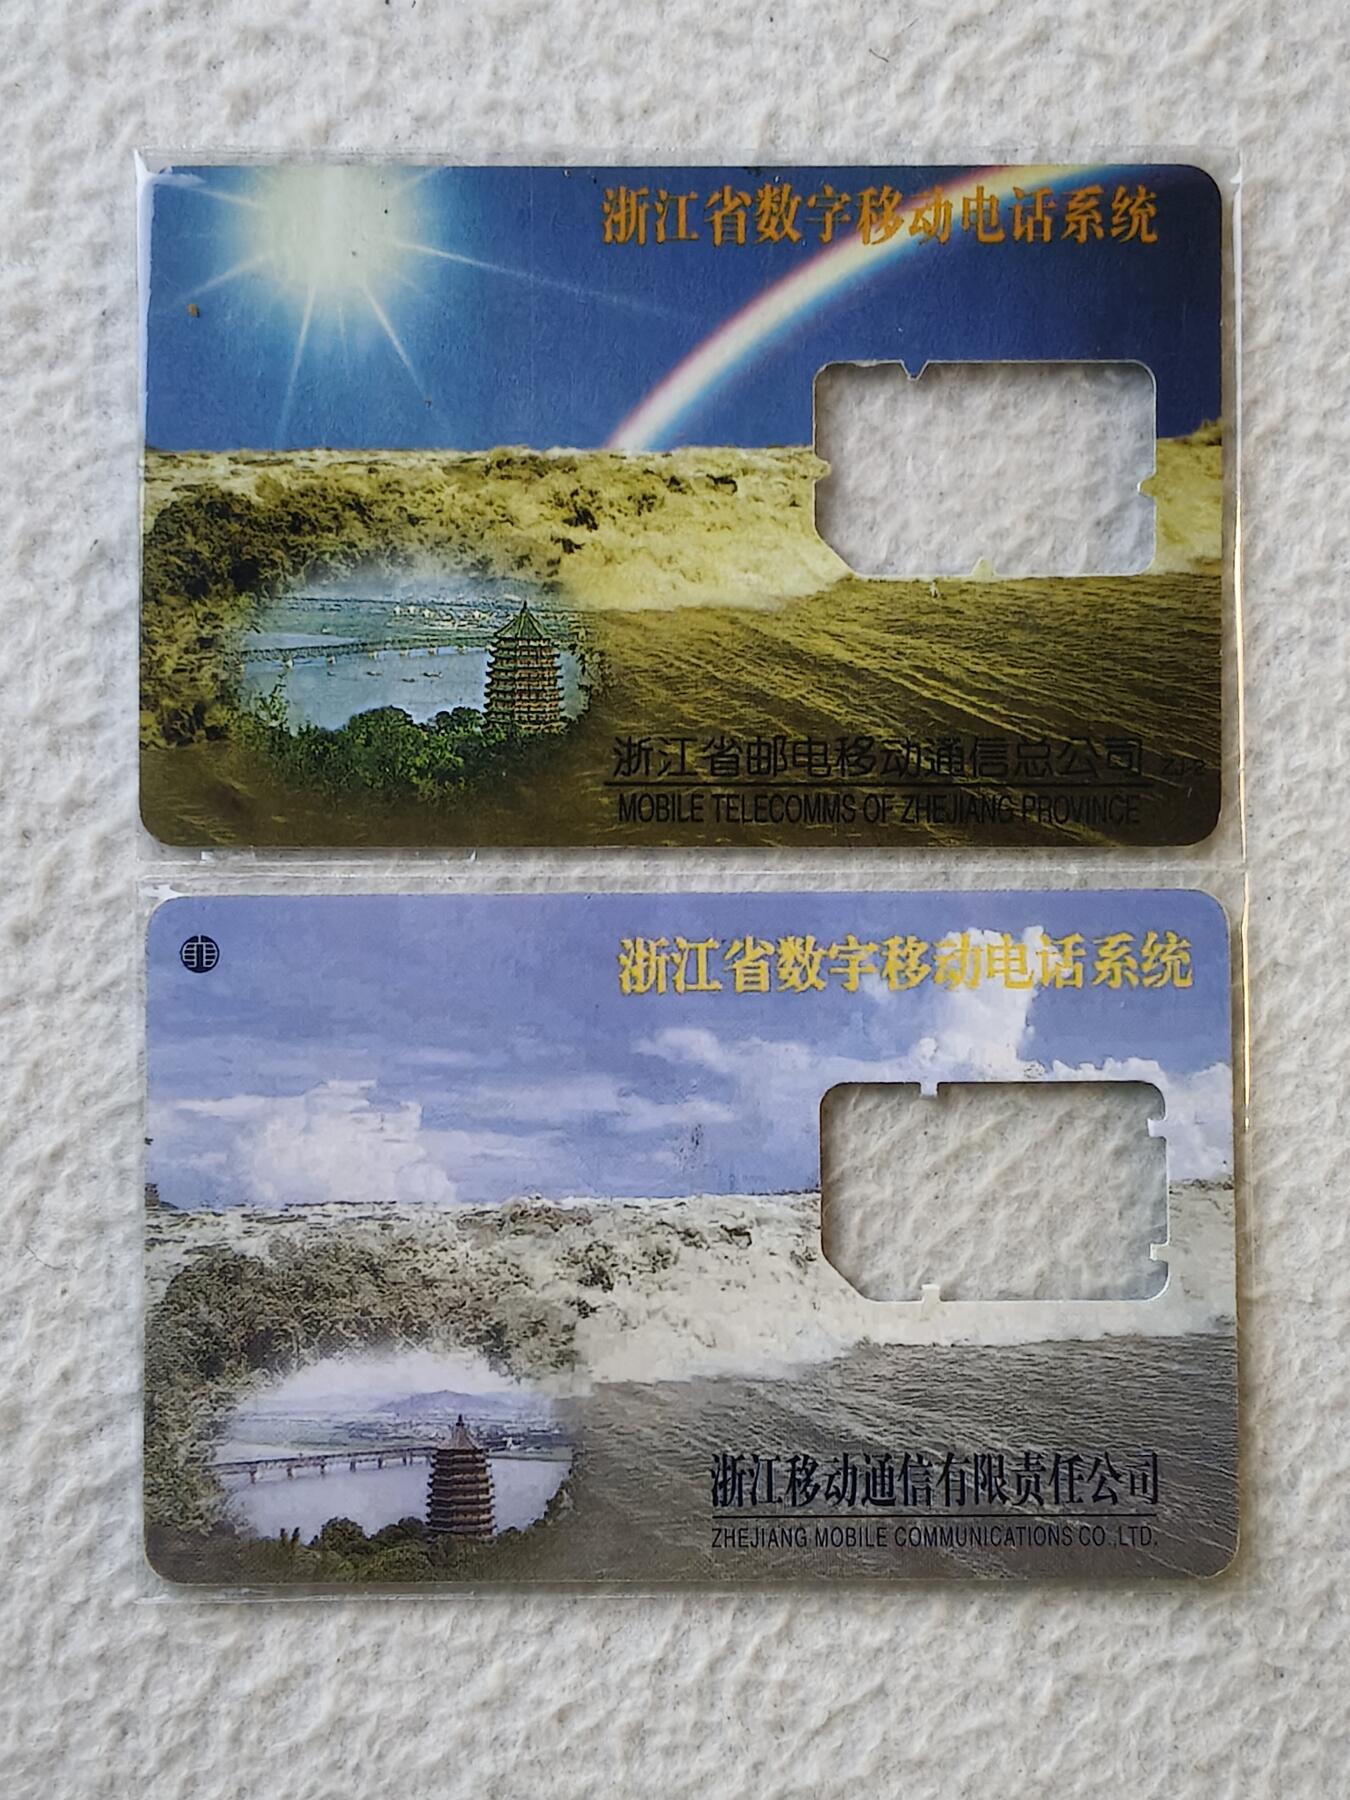 浙江省数字移动电话系统
浙江省邮电移动通信总公司 ZJ-2
MOBILE TELECOMMS OF ZHEJIANG PROVINCE
浙江省数字移动电话系统
浙江移动通信有限责任公司
ZHEJIANG MOBILE COMMUNICATIONS CO.,LTD.